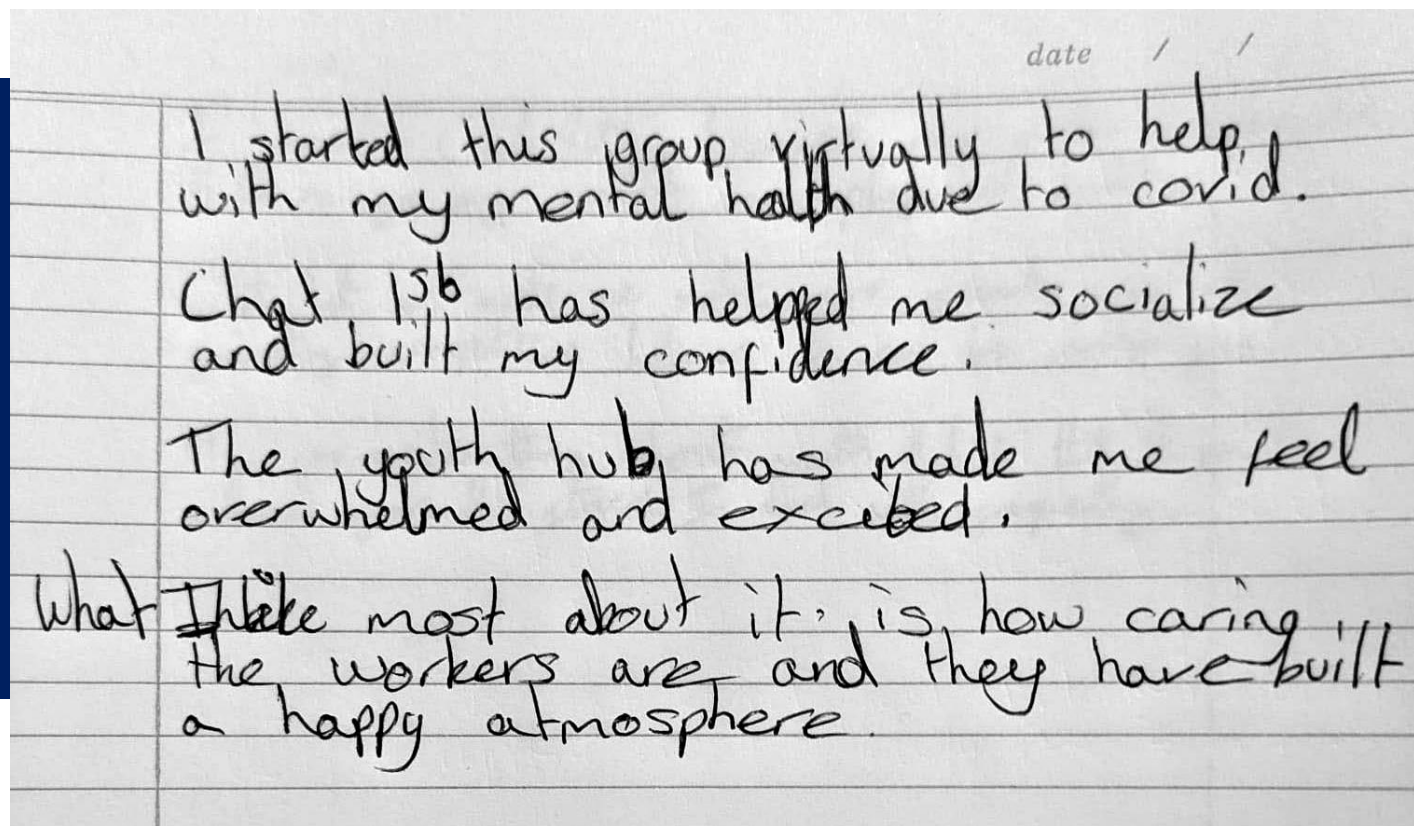 date / /
I started this group virtually to help
with my mental health due to covid.
Chat 1st has helped me socialize
and built my confidence.
The youth hub has made me feel
overwhelmed and excited.
What I like most about it, is how caring
the workers are and they have built
a happy atmosphere.